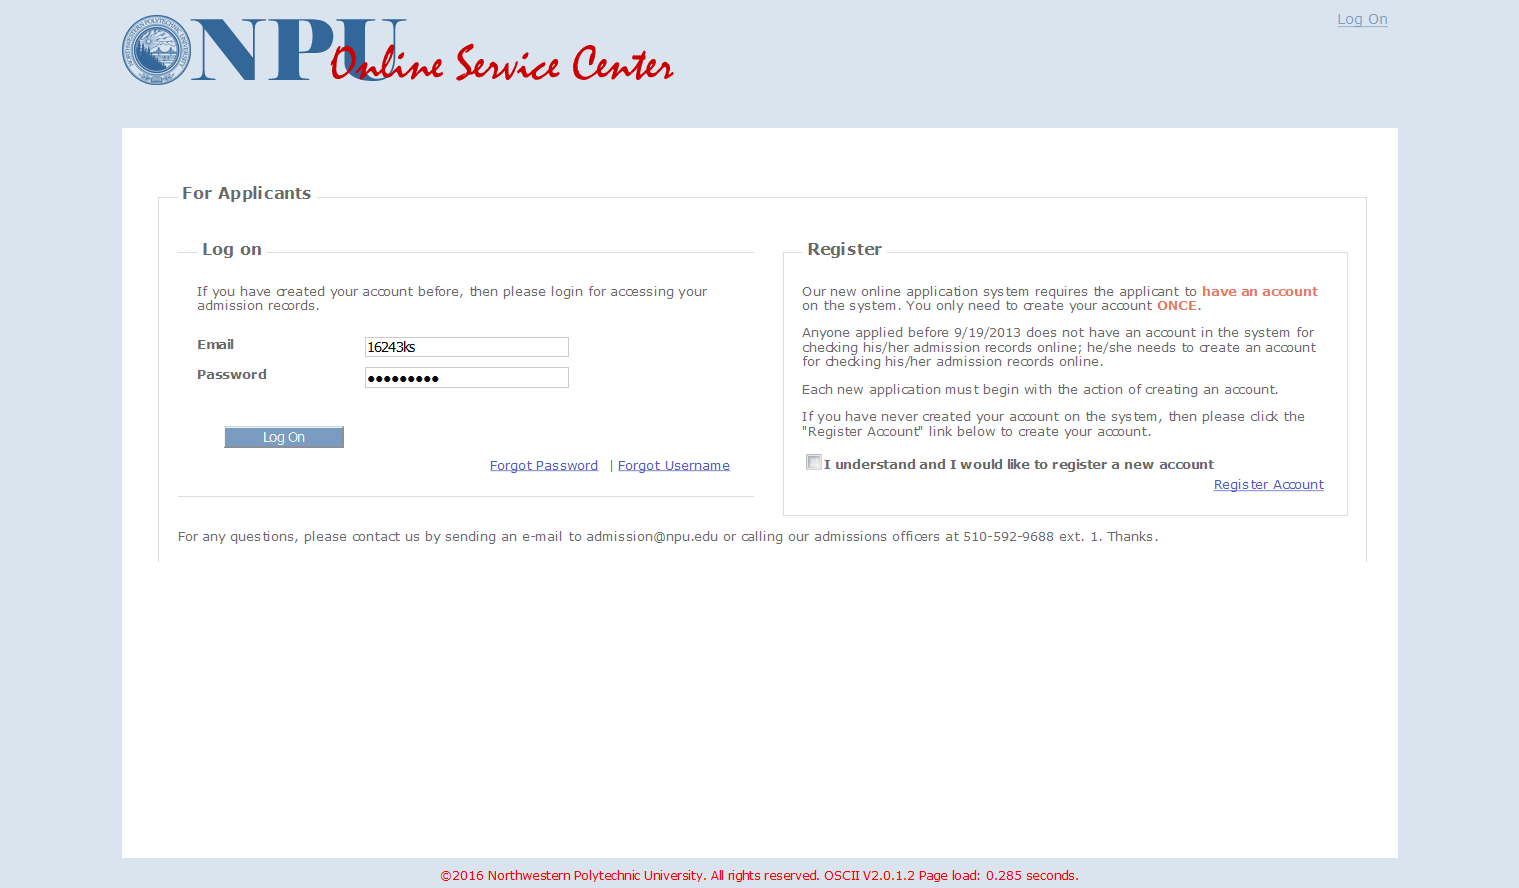 Log On
NPU
Online Service Center
For Applicants
Log on
If you have created your account before, then please login for accessing your
admission records.
Email
16243ks
Password
●●●●●●●●●
Log On
Forgot Password | Forgot Username
Register
Our new online application system requires the applicant to have an account
on the system. You only need to create your account ONCE.
Anyone applied before 9/19/2013 does not have an account in the system for
checking his/her admission records online; he/she needs to create an account
for checking his/her admission records online.
Each new application must begin with the action of creating an account.
If you have never created your account on the system, then please click the
"Register Account" link below to create your account.
I understand and I would like to register a new account
Register Account
For any questions, please contact us by sending an e-mail to admission@npu.edu or calling our admissions officers at 510-592-9688 ext. 1. Thanks.
©2016 Northwestern Polytechnic University. All rights reserved. OSCII V2.0.1.2 Page load: 0.285 seconds.